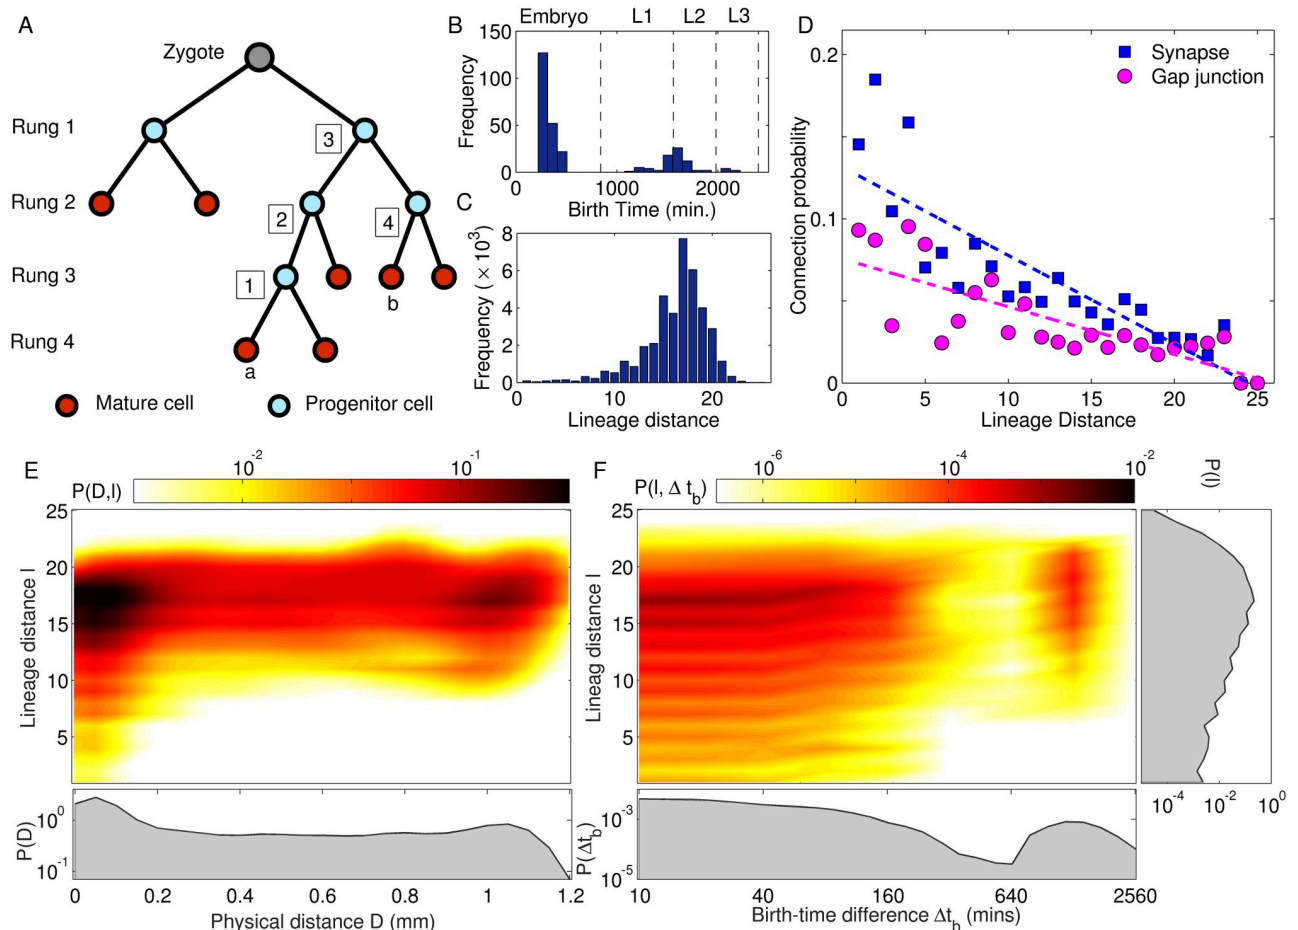 A
Zygote
Rung 1
Rung 2
Rung 3
Rung 4
3
2
4
1
b
a
Mature cell
Progenitor cell
B
Embryo
L1
L2
L3
Frequency
150
100
50
0
0
1000
2000
Birth Time (min.)
C
Frequency ( × 10³)
8
6
4
2
0
10
20
Lineage distance
D
Synapse
Gap junction
Connection probability
0.2
0.1
0
0
5
10
15
20
25
Lineage Distance
E
10⁻²
10⁻¹
P(D,l)
Lineage distance l
25
20
15
10
5
P(D)
10⁰
10⁻¹
0
0.2
0.4
0.6
0.8
1
1.2
Physical distance D (mm)
F
10⁻⁶
10⁻⁴
10⁻²
P(l, Δ t_b)
Lineag distance l
25
20
15
10
5
P(l)
10⁻⁴
10⁻²
10⁰
P(Δt_b)
10⁻³
10⁻⁵
10
40
160
640
2560
Birth-time difference Δt_b (mins)